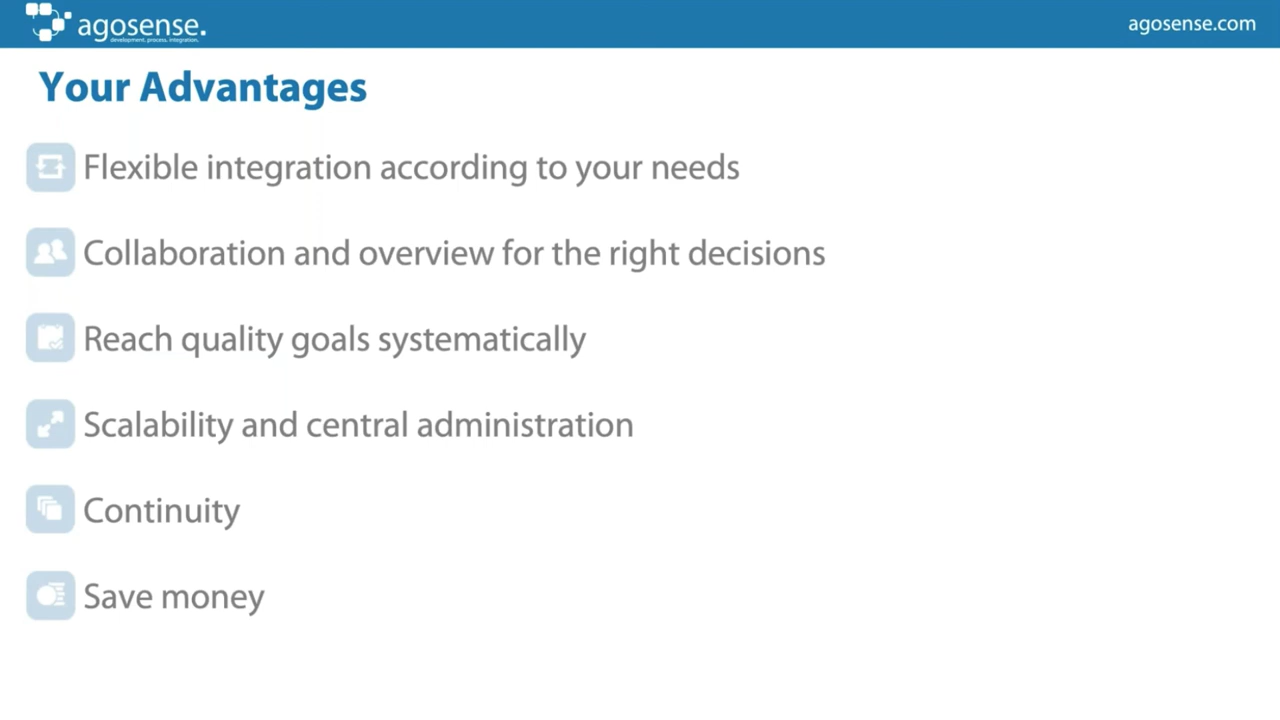 agosense.
development, process, integration.
agosense.com
Your Advantages
Flexible integration according to your needs
Collaboration and overview for the right decisions
Reach quality goals systematically
Scalability and central administration
Continuity
Save money